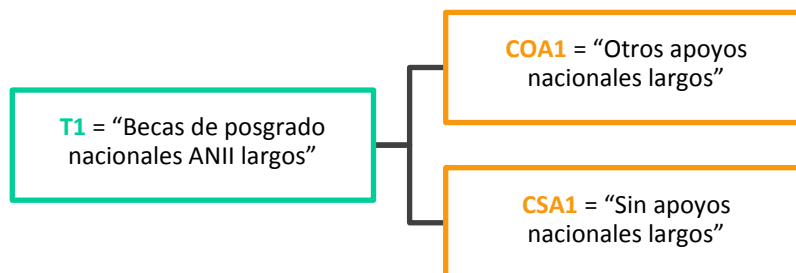 T1 = “Becas de posgrado
nacionales ANII largos”
COA1 = “Otros apoyos
nacionales largos”
CSA1 = “Sin apoyos
nacionales largos”